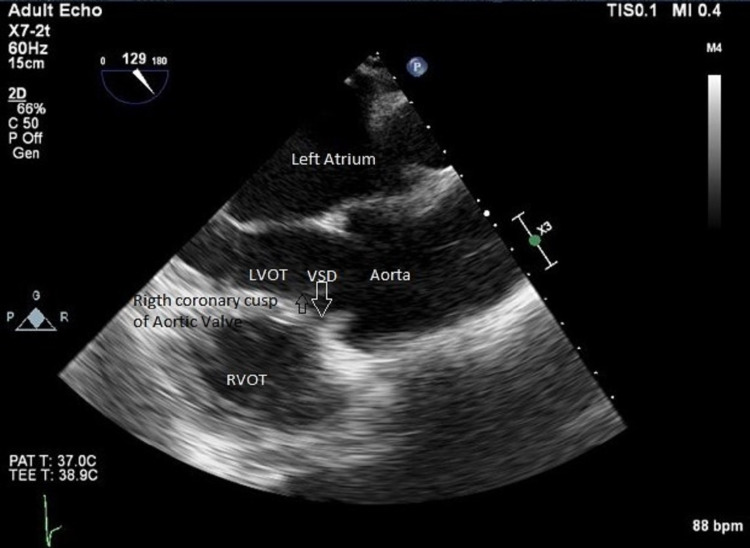 Adult Echo
X7-2t
60Hz
15cm
2D
66%
C 50
P Off
Gen
TIS0.1 MI 0.4
M4
0 129 180
P
X3
Left Atrium
LVOT VSD Aorta
Rigth coronary cusp
of Aortic Valve
RVOT
G
P R
PAT T: 37.0C
TEE T: 38.9C
88 bpm